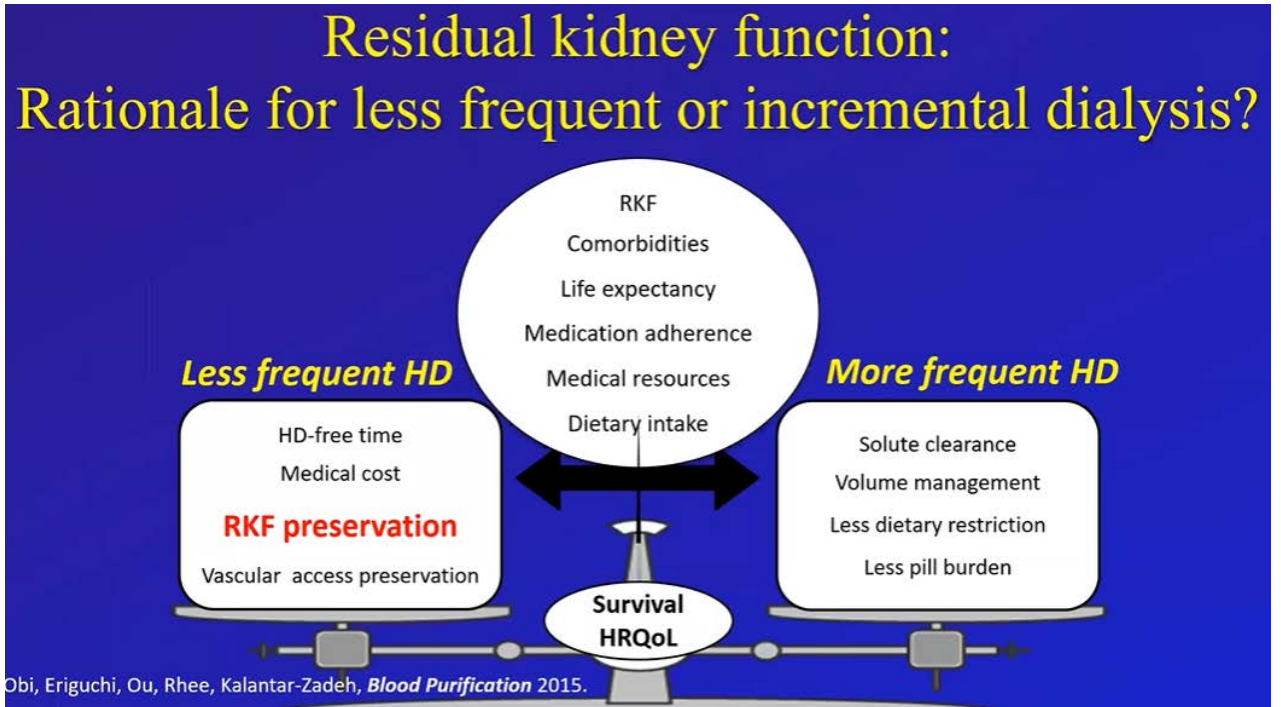 Residual kidney function:
Rationale for less frequent or incremental dialysis?
RKF
Comorbidities
Life expectancy
Medication adherence
Medical resources
Dietary intake
Less frequent HD
HD-free time
Medical cost
RKF preservation
Vascular access preservation
More frequent HD
Solute clearance
Volume management
Less dietary restriction
Less pill burden
Survival
HRQoL
Obi, Eriguchi, Ou, Rhee, Kalantar-Zadeh, Blood Purification 2015.